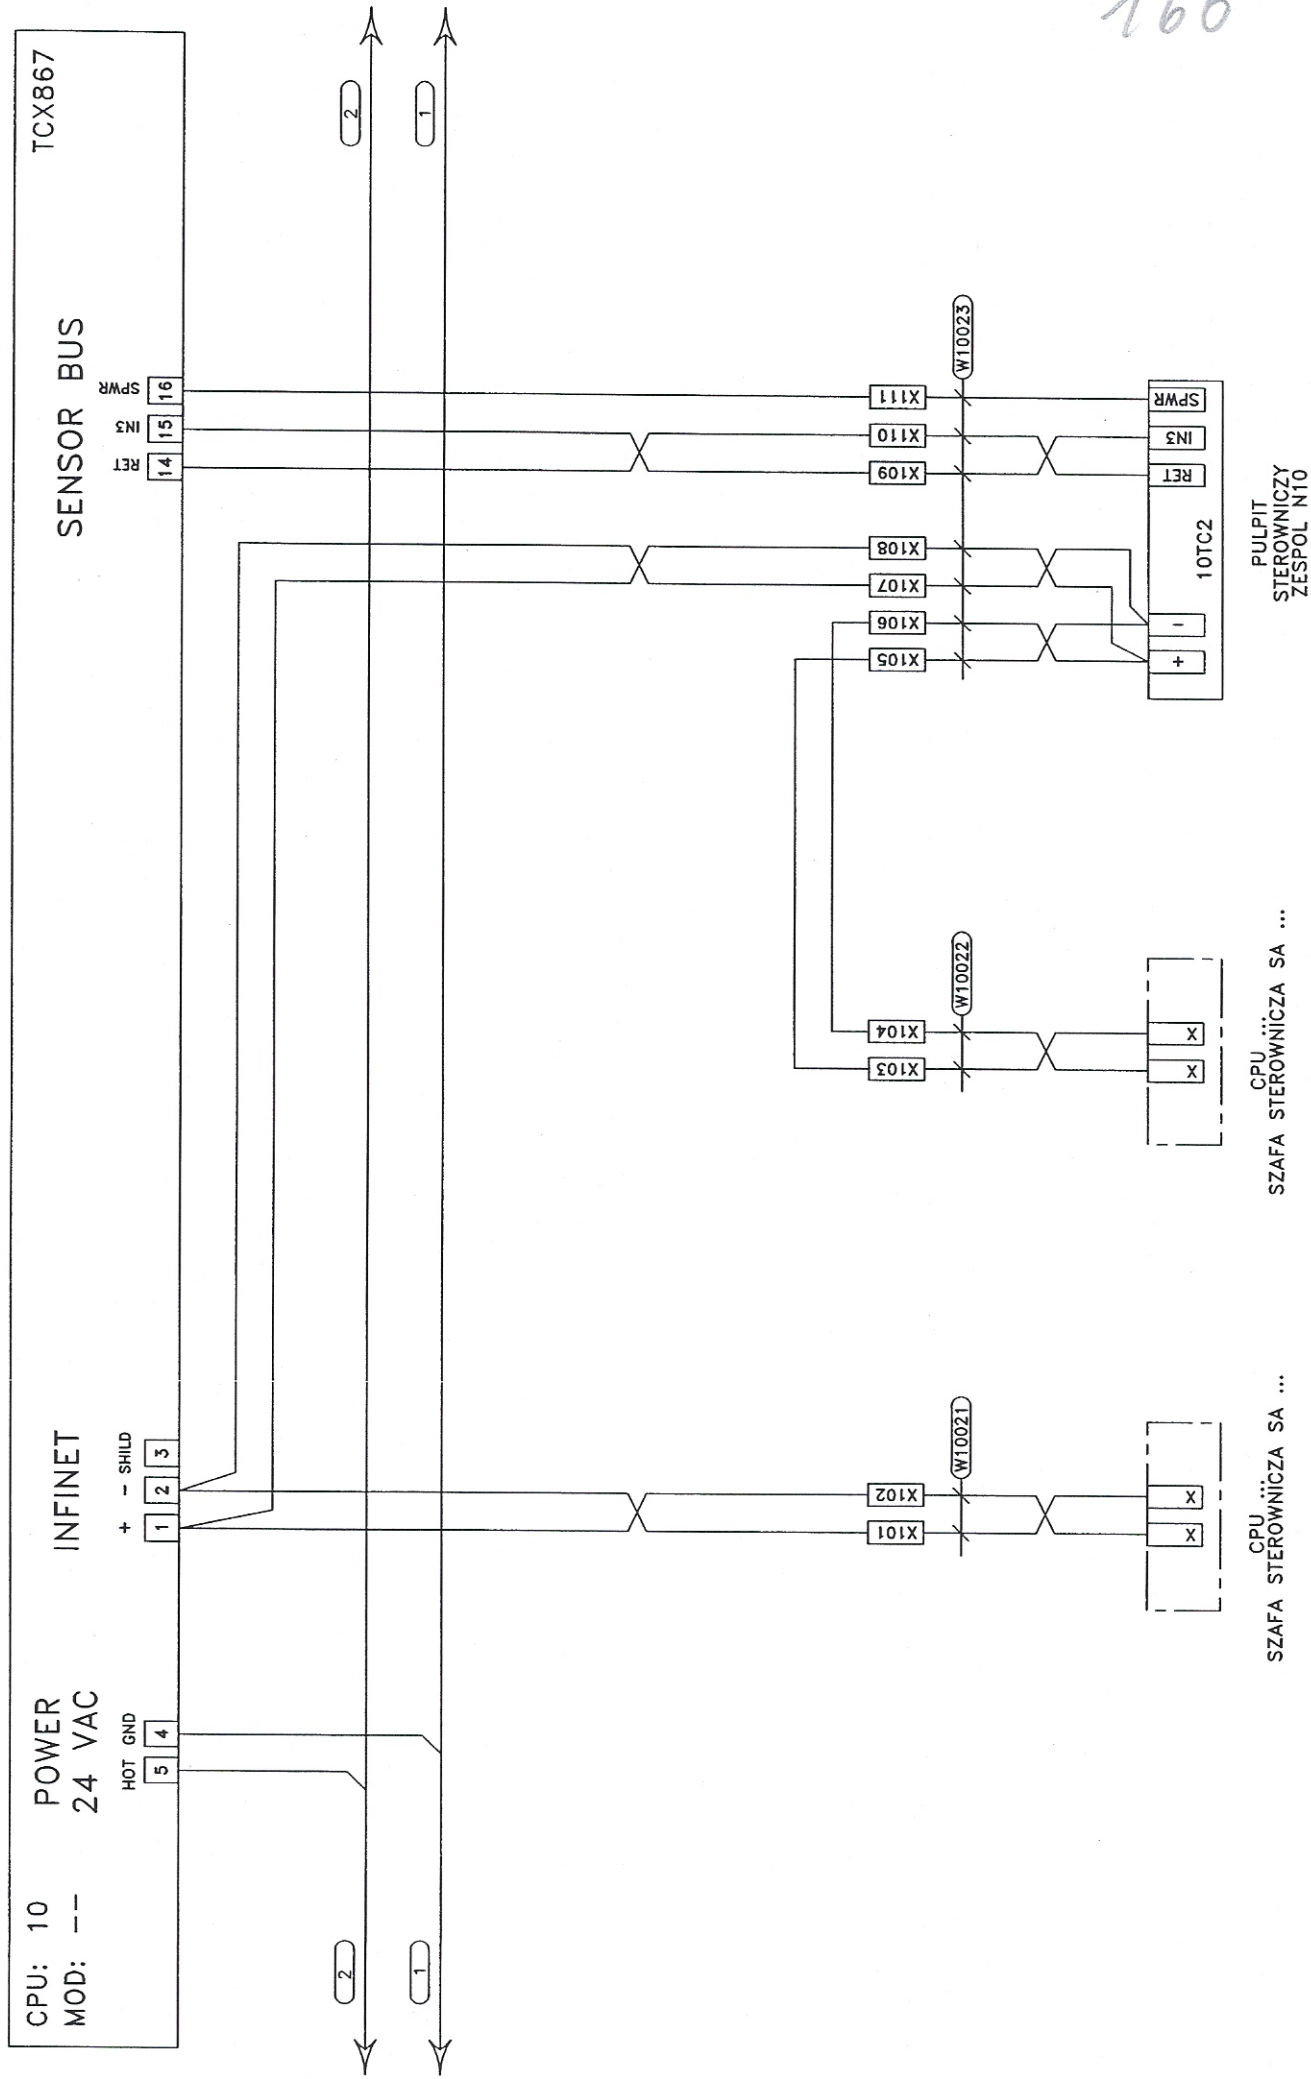 160
CPU: 10
MOD: --
POWER
24 VAC
INFINET
SENSOR BUS
TCX867
HOT GND
+ - SHILD
RET IN3 SPWR
5 4 1 2 3 14 15 16
2
2
1
1
X101 X102
X103 X104
X105 X106 X107 X108 X109 X110 X111
W10021
W10022
W10023
X X
X X
+ - RET IN3 SPWR
10TC2
CPU ...
SZAFA STEROWNICZA SA ...
CPU ...
SZAFA STEROWNICZA SA ...
PULPIT
STEROWNICZY
ZESPOL N10